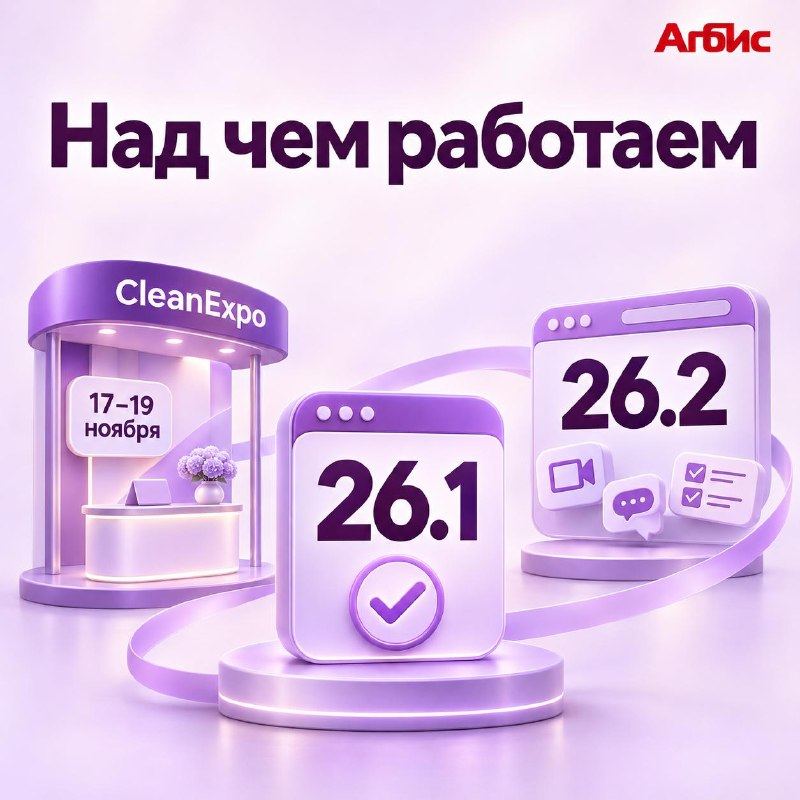 Агбис
Над чем работаем
CleanExpo
17–19
ноября
26.1
26.2